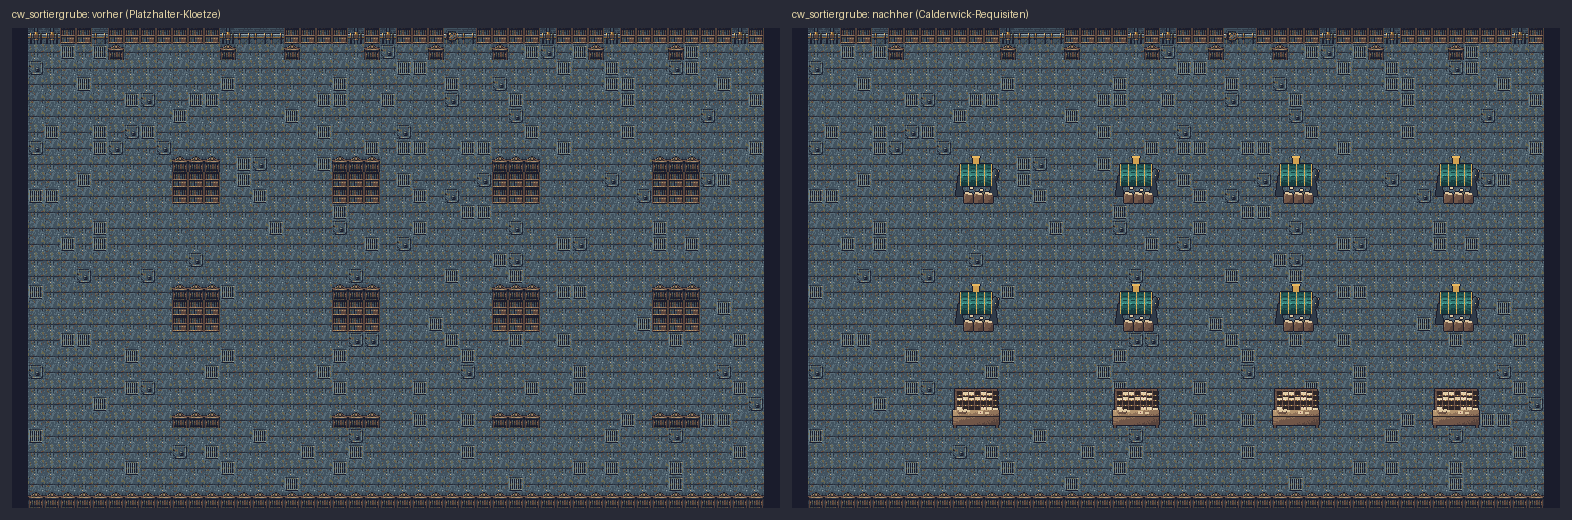 cw_sortiergrube: vorher (Platzhalter-Kloetze)
cw_sortiergrube: nachher (Calderwick-Requisiten)